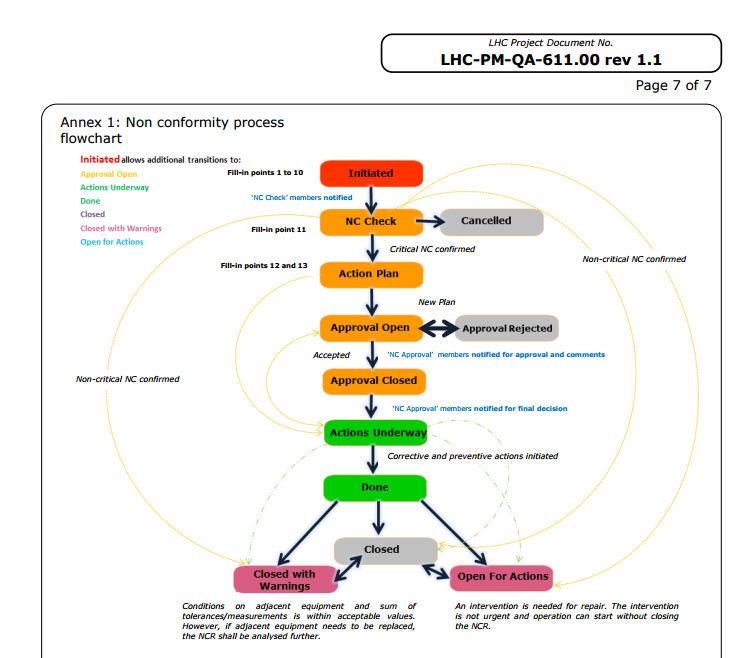 LHC Project Document No.
LHC-PM-QA-611.00 rev 1.1
Page 7 of 7
Annex 1: Non conformity process
flowchart
Initiated allows additional transitions to:
Approval Open
Actions Underway
Done
Closed
Closed with Warnings
Open for Actions
Fill-in points 1 to 10
Initiated
'NC Check' members notified
Fill-in point 11
NC Check
Cancelled
Critical NC confirmed
Non-critical NC confirmed
Fill-in points 12 and 13
Action Plan
New Plan
Approval Open
Approval Rejected
Accepted
'NC Approval' members notified for approval and comments
Non-critical NC confirmed
Approval Closed
'NC Approval' members notified for final decision
Actions Underway
Corrective and preventive actions initiated
Done
Closed
Closed with
Warnings
Open For Actions
Conditions on adjacent equipment and sum of
tolerances/measurements is within acceptable values.
However, if adjacent equipment needs to be replaced,
the NCR shall be analysed further.
An intervention is needed for repair. The intervention
is not urgent and operation can start without closing
the NCR.